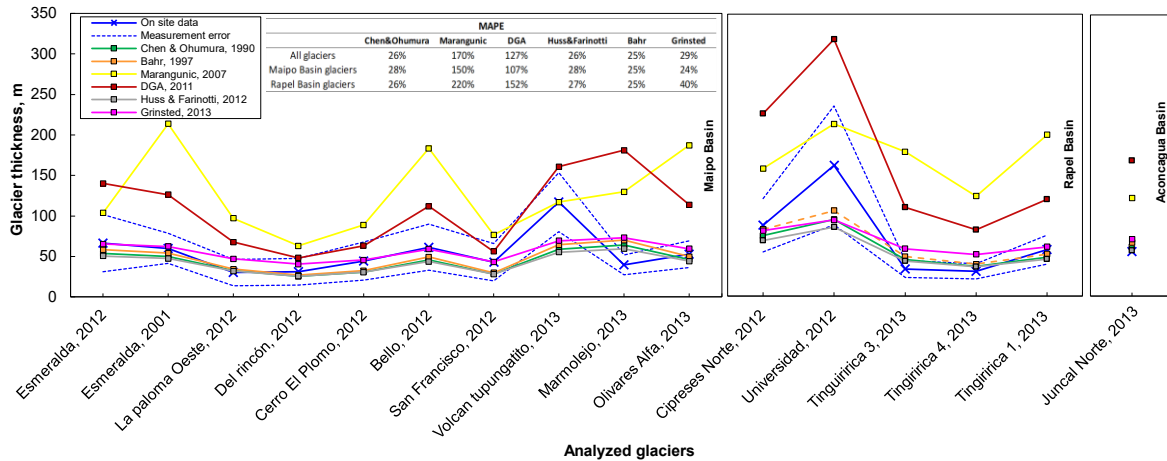 Glacier thickness, m
350
300
250
200
150
100
50
0
On site data
Measurement error
Chen & Ohumura, 1990
Bahr, 1997
Marangunic, 2007
DGA, 2011
Huss & Farinotti, 2012
Grinsted, 2013
MAPE
Chen&Ohumura Marangunic DGA Huss&Farinotti Bahr Grinsted
All glaciers 26% 170% 127% 26% 25% 29%
Maipo Basin glaciers 28% 150% 107% 28% 25% 24%
Rapel Basin glaciers 26% 220% 152% 27% 25% 40%
Maipo Basin
Rapel Basin
Aconcagua Basin
Esmeralda, 2012
Esmeralda, 2001
La paloma Oeste, 2012
Del rincón, 2012
Cerro El Plomo, 2012
Bello, 2012
San Francisco, 2012
Volcan tupungatito, 2013
Marmolejo, 2013
Olivares Alfa, 2013
Cipreses Norte, 2012
Universidad, 2012
Tinguiririca 3, 2013
Tingiririca 4, 2013
Tingiririca 1, 2013
Juncal Norte, 2013
Analyzed glaciers